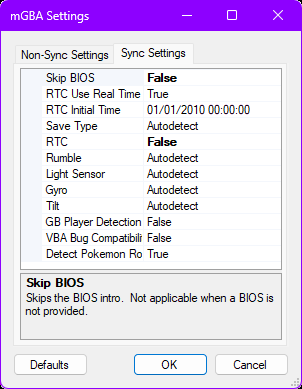 mGBA Settings
Non-Sync Settings
Sync Settings
Skip BIOS False
RTC Use Real Time True
RTC Initial Time 01/01/2010 00:00:00
Save Type Autodetect
RTC False
Rumble Autodetect
Light Sensor Autodetect
Gyro Autodetect
Tilt Autodetect
GB Player Detection False
VBA Bug Compatibili False
Detect Pokemon Ro True
Skip BIOS
Skips the BIOS intro. Not applicable when a BIOS is
not provided.
Defaults
OK
Cancel